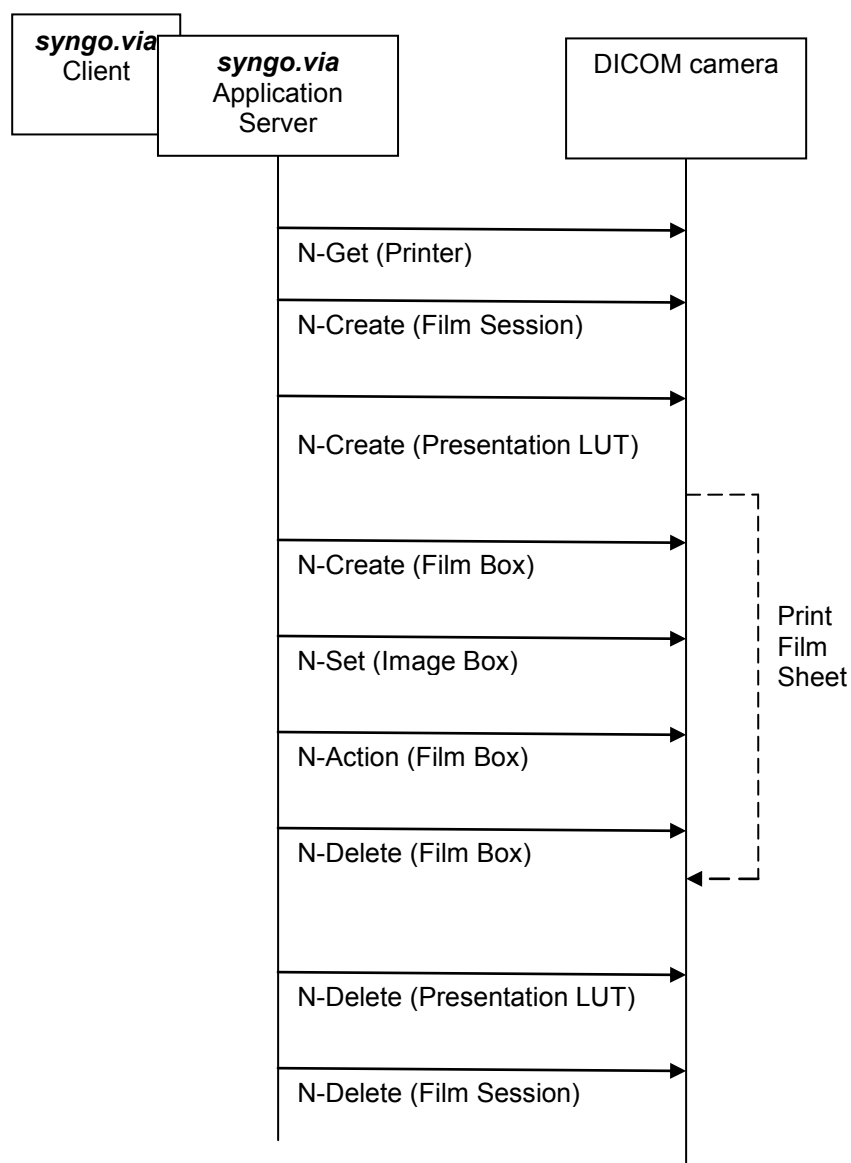 syngo.via
Client
syngo.via
Application
Server
DICOM camera
N-Get (Printer)
N-Create (Film Session)
N-Create (Presentation LUT)
N-Create (Film Box)
N-Set (Image Box)
N-Action (Film Box)
N-Delete (Film Box)
Print
Film
Sheet
N-Delete (Presentation LUT)
N-Delete (Film Session)